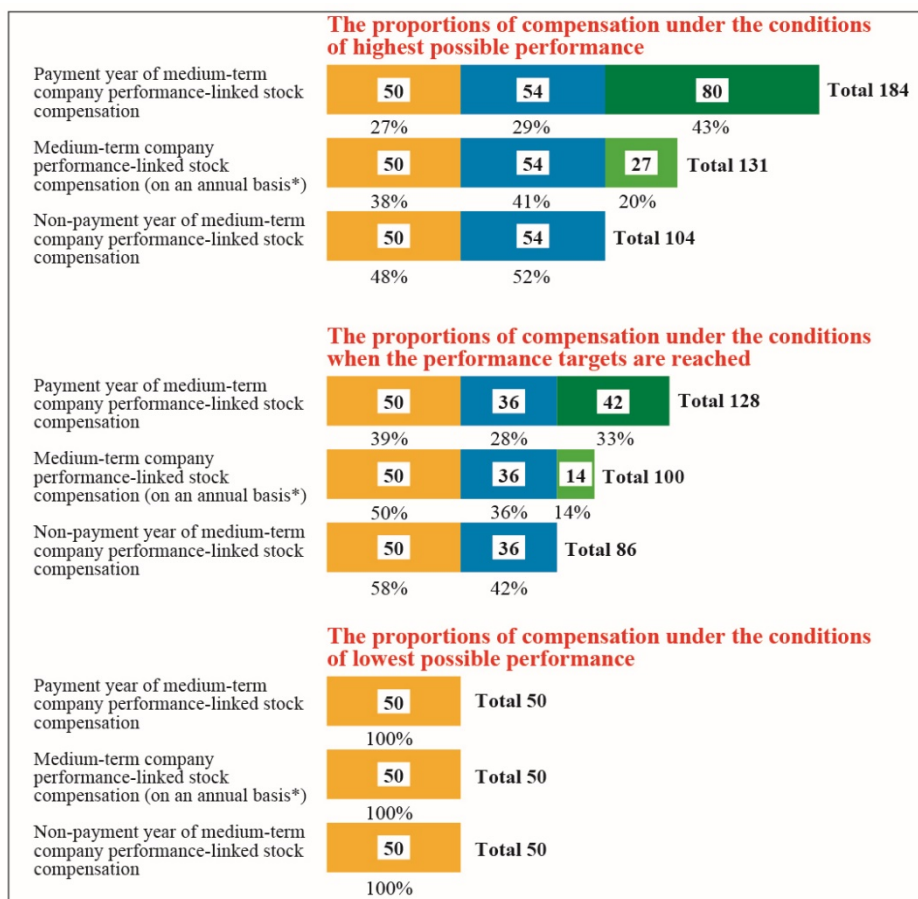 The proportions of compensation under the conditions
of highest possible performance
Payment year of medium-term
company performance-linked stock
compensation
50 54 80 Total 184
27% 29% 43%
Medium-term company
performance-linked stock
compensation (on an annual basis*)
50 54 27 Total 131
38% 41% 20%
Non-payment year of medium-term
company performance-linked stock
compensation
50 54 Total 104
48% 52%
The proportions of compensation under the conditions
when the performance targets are reached
Payment year of medium-term
company performance-linked stock
compensation
50 36 42 Total 128
39% 28% 33%
Medium-term company
performance-linked stock
compensation (on an annual basis*)
50 36 14 Total 100
50% 36% 14%
Non-payment year of medium-term
company performance-linked stock
compensation
50 36 Total 86
58% 42%
The proportions of compensation under the conditions
of lowest possible performance
Payment year of medium-term
company performance-linked stock
compensation
50 Total 50
100%
Medium-term company
performance-linked stock
compensation (on an annual basis*)
50 Total 50
100%
Non-payment year of medium-term
company performance-linked stock
compensation
50 Total 50
100%